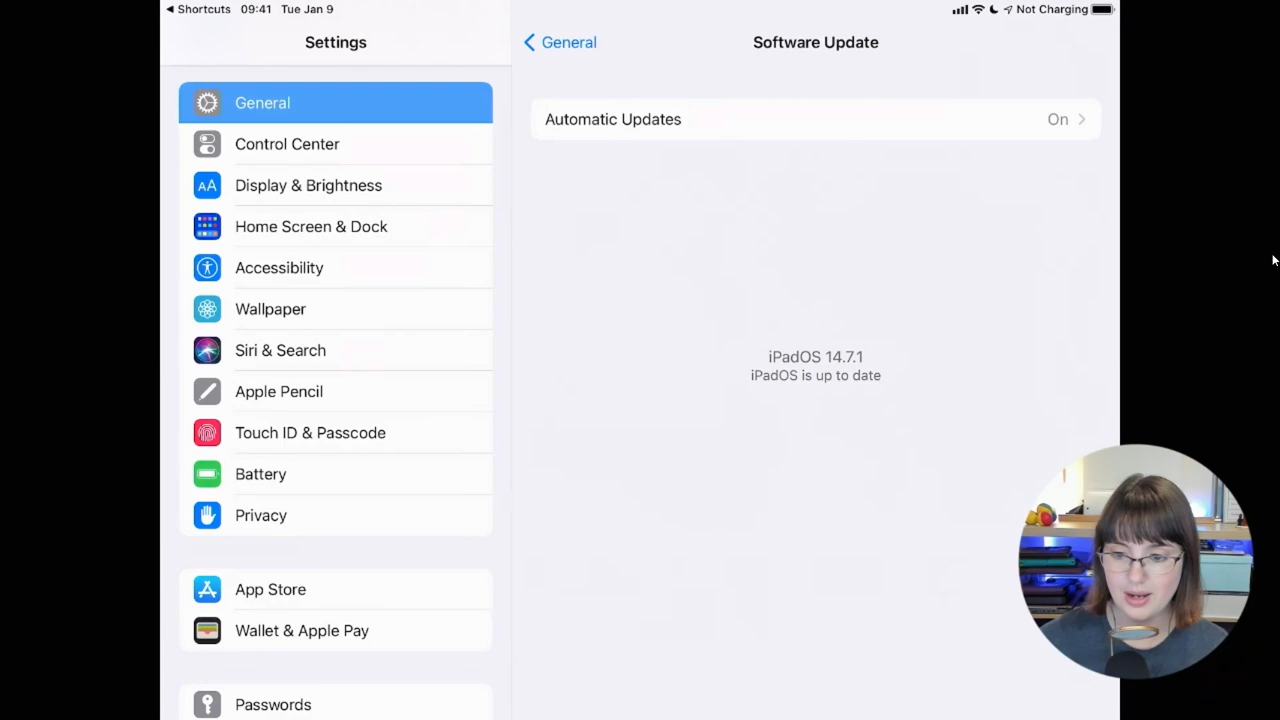 Shortcuts 09:41 Tue Jan 9
Not Charging
Settings
General
Control Center
Display & Brightness
Home Screen & Dock
Accessibility
Wallpaper
Siri & Search
Apple Pencil
Touch ID & Passcode
Battery
Privacy
App Store
Wallet & Apple Pay
Passwords
General
Software Update
Automatic Updates On
iPadOS 14.7.1
iPadOS is up to date